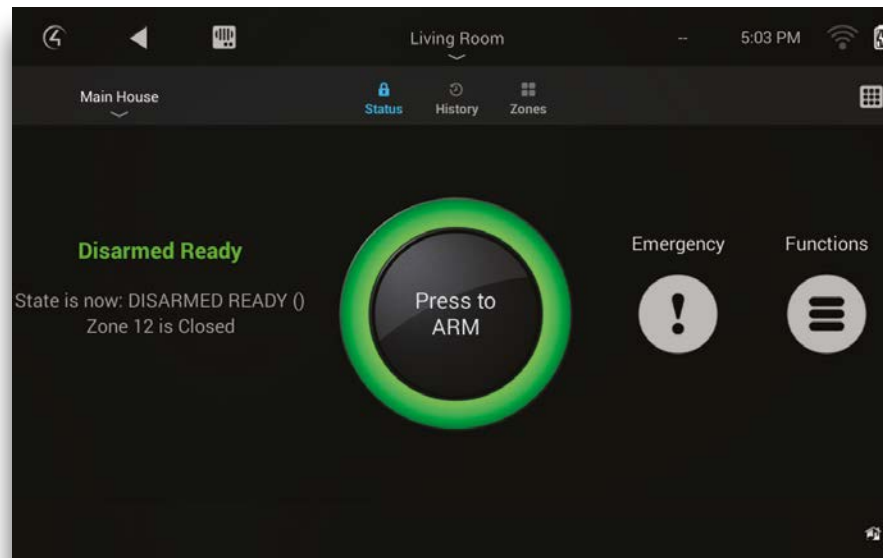 Living Room
--
5:03 PM
Main House
Status
History
Zones
Disarmed Ready
State is now: DISARMED READY ()
Zone 12 is Closed
Press to
ARM
Emergency
!
Functions